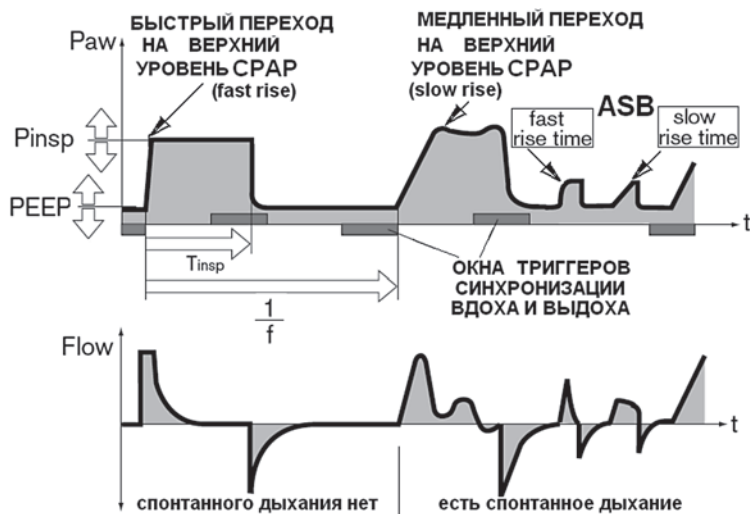 Paw
БЫСТРЫЙ ПЕРЕХОД
НА ВЕРХНИЙ
УРОВЕНЬ CPAP
(fast rise)
МЕДЛЕННЫЙ ПЕРЕХОД
НА ВЕРХНИЙ
УРОВЕНЬ CPAP
(slow rise)
ASB
fast
rise time
slow
rise time
Pinsp
PEEP
t
Tinsp
1
f
ОКНА ТРИГГЕРОВ
СИНХРОНИЗАЦИИ
ВДОХА И ВЫДОХА
Flow
t
спонтанного дыхания нет
есть спонтанное дыхание